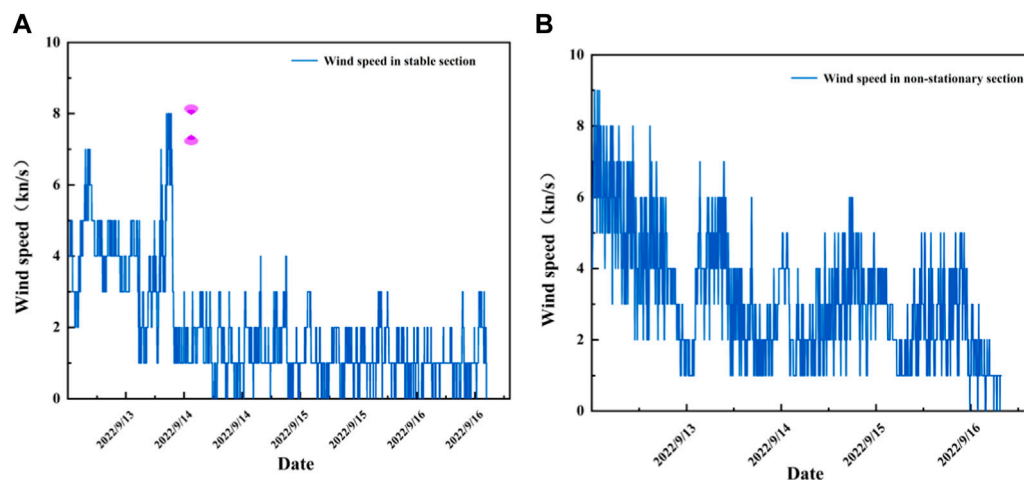 A
Wind speed in stable section
10
8
6
4
2
0
Wind speed（kn/s）
2022/9/13
2022/9/14
2022/9/14
2022/9/15
2022/9/15
2022/9/16
2022/9/16
Date
B
Wind speed in non-stationary section
10
8
6
4
2
0
Wind speed（kn/s）
2022/9/13
2022/9/14
2022/9/15
2022/9/16
Date